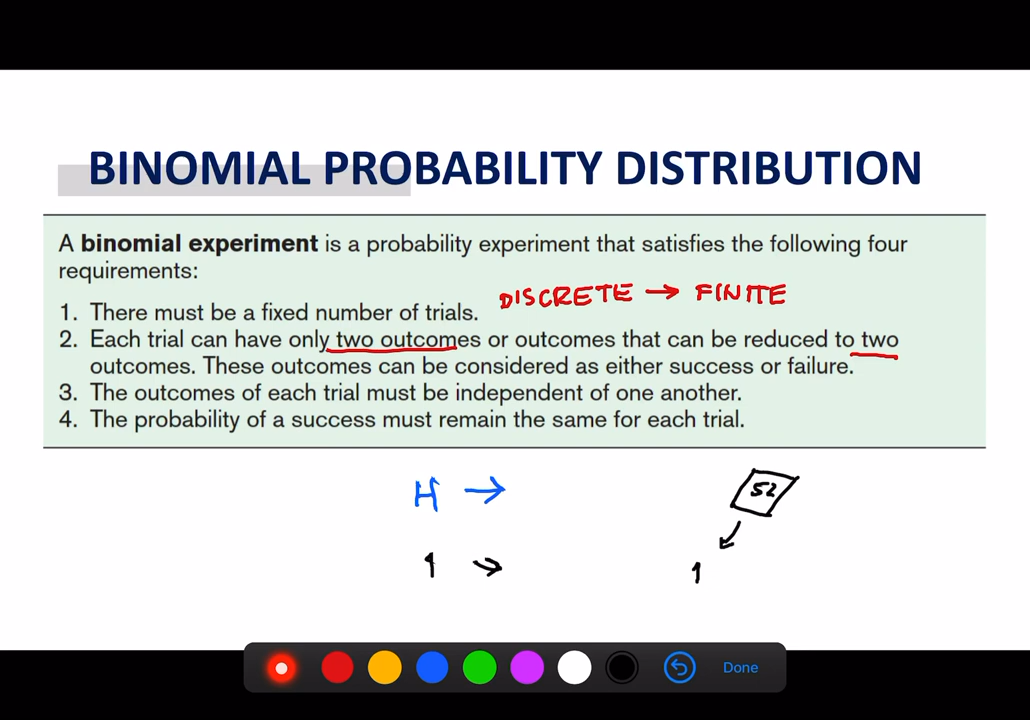 BINOMIAL PROBABILITY DISTRIBUTION
A binomial experiment is a probability experiment that satisfies the following four
requirements:
DISCRETE → FINITE
1. There must be a fixed number of trials.
2. Each trial can have only two outcomes or outcomes that can be reduced to two
outcomes. These outcomes can be considered as either success or failure.
3. The outcomes of each trial must be independent of one another.
4. The probability of a success must remain the same for each trial.
H → 52
1 → 1
Done